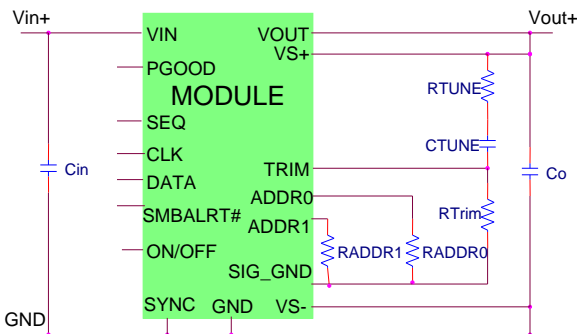 Vin+
Vout+
VIN
VOUT
VS+
PGOOD
RTUNE
MODULE
SEQ
CTUNE
CLK
TRIM
Cin
Co
DATA
ADDR0
SMBALRT#
RTrim
ADDR1
ON/OFF
RADDR1
RADDR0
SIG_GND
SYNC
GND
VS-
GND